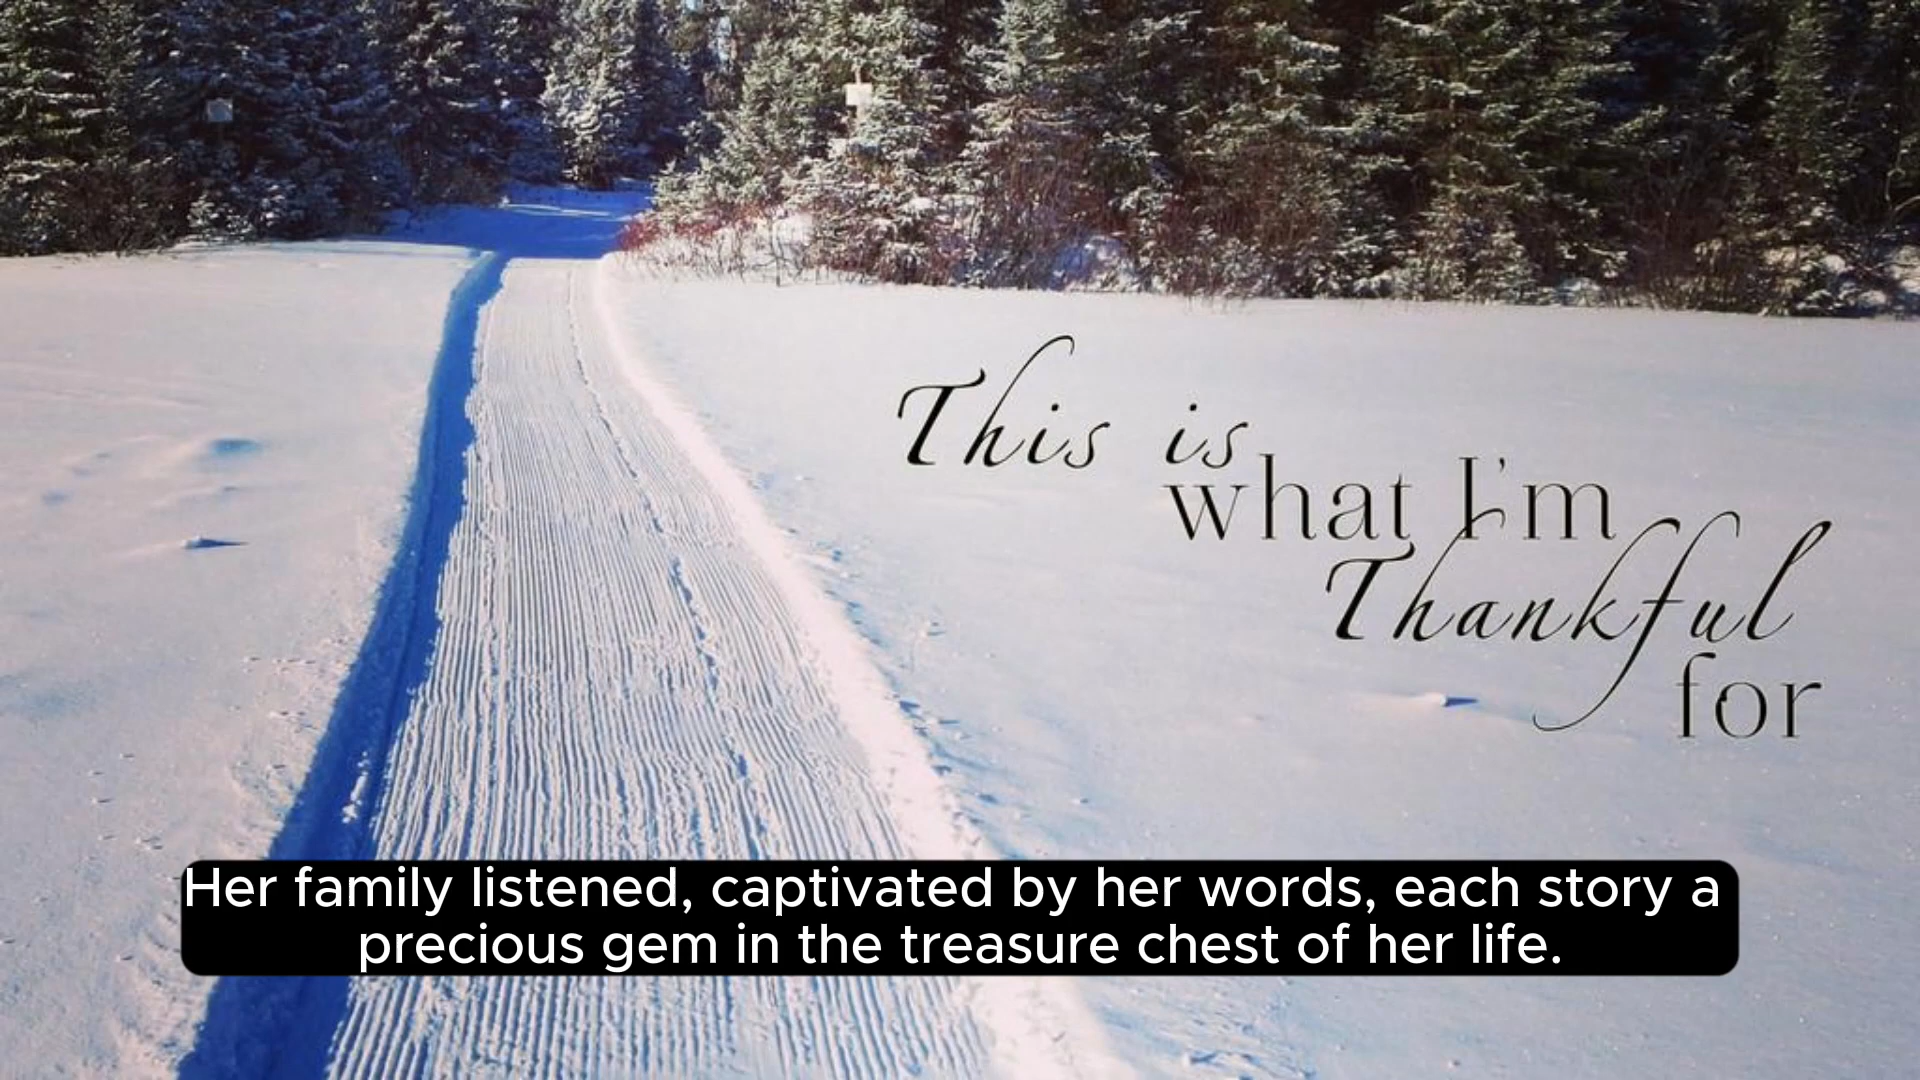 This is
what I'm
Thankful
for
Her family listened, captivated by her words, each story a
precious gem in the treasure chest of her life.